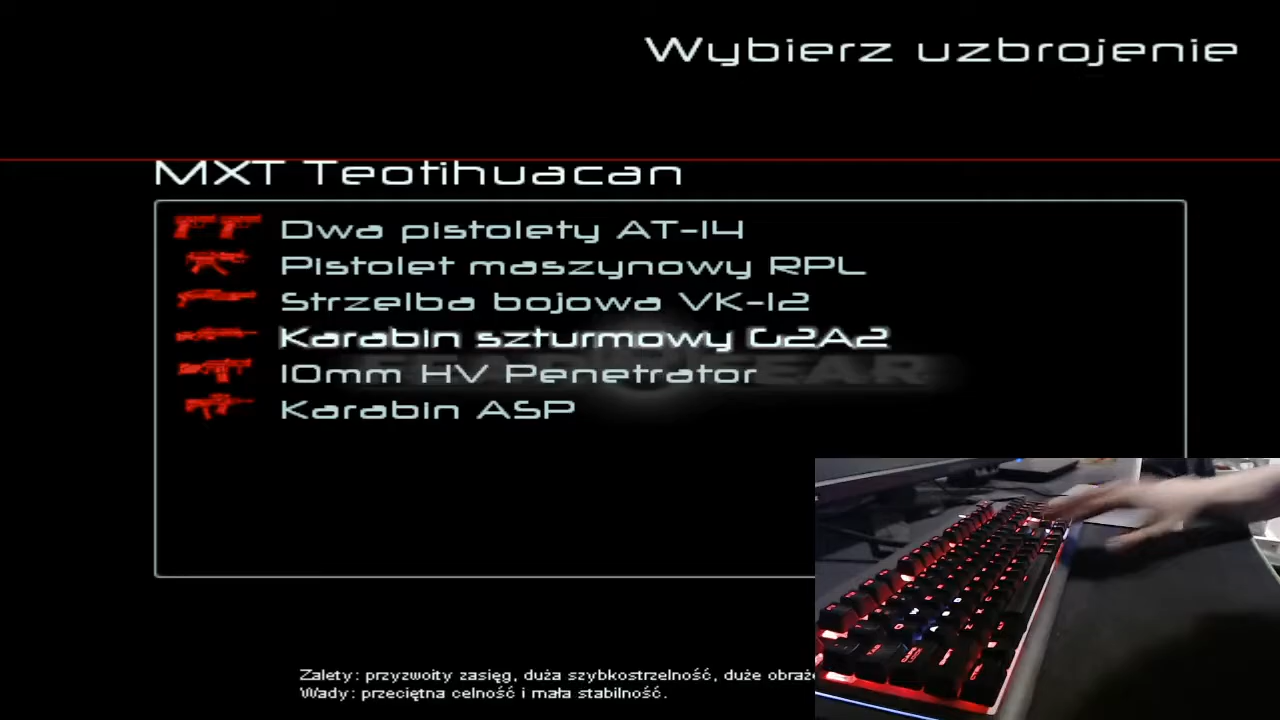 Wybierz uzbrojenie
MXT Teotihuacan
Dwa pistolety AT-14
Pistolet maszynowy RPL
Strzelba bojowa VK-12
Karabin szturmowy G2A2
10mm HV Penetrator
Karabin ASP
Zalety: przyzwoity zasięg, duża szybkostrzelność, duże
Wady: przeciętna celność i mała stabilność.